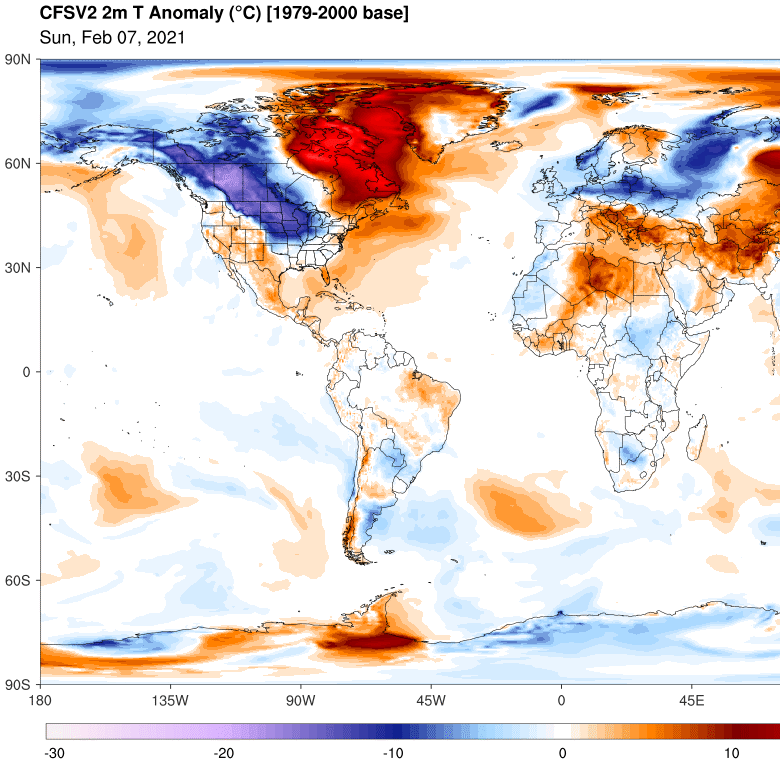 CFSV2 2m T Anomaly (°C) [1979-2000 base]
Sun, Feb 07, 2021
90N
60N
30N
0
30S
60S
90S
180 135W 90W 45W 0 45E
-30 -20 -10 0 10